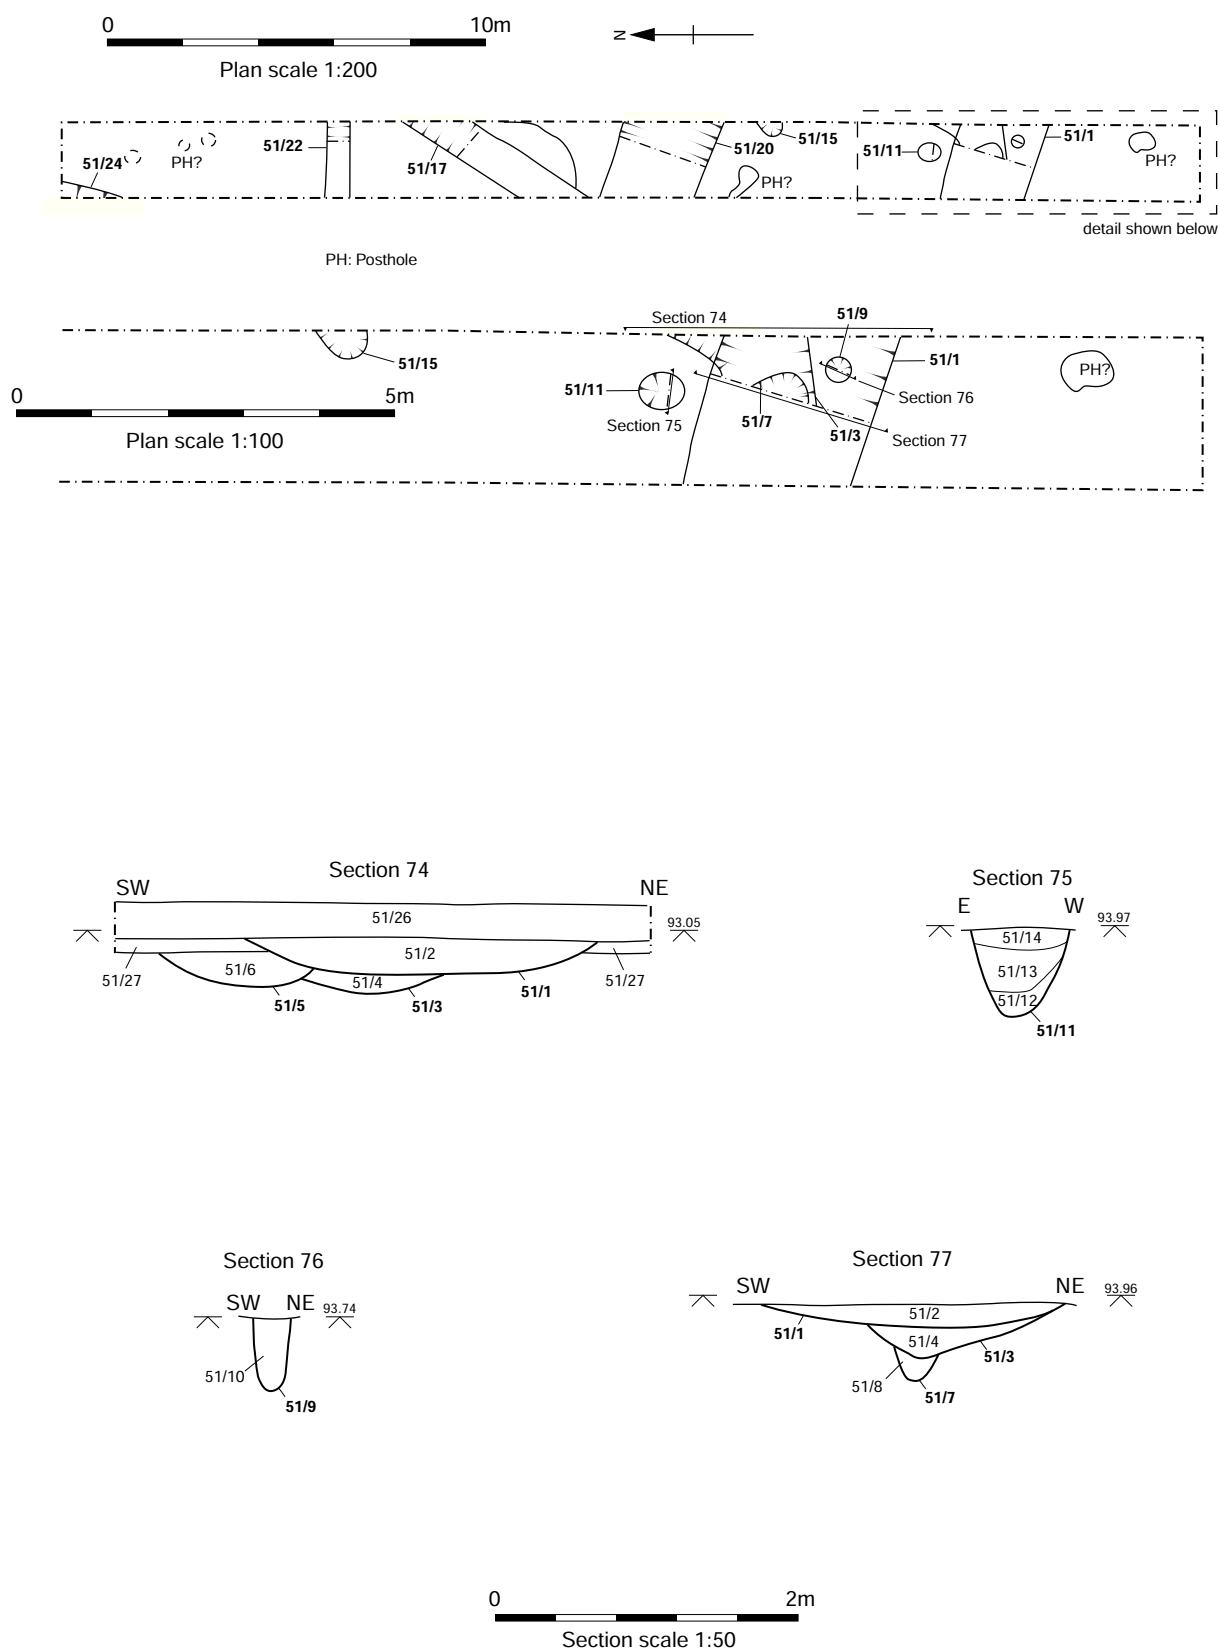 0 10m
Plan scale 1:200
N
51/24
PH?
51/22
51/17
51/20
PH?
51/15
51/11
51/1
PH?
detail shown below
PH: Posthole
Section 74
51/9
51/15
51/1
51/11
PH?
0 5m
Plan scale 1:100
Section 75
51/7
51/3
Section 76
Section 77
Section 74
SW NE
93.05
51/26
51/2
51/27
51/6
51/4
51/27
51/5
51/3
51/1
Section 75
E W
93.97
51/14
51/13
51/12
51/11
Section 76
SW NE 93.74
51/10
51/9
Section 77
SW NE
93.96
51/2
51/1
51/4
51/3
51/8
51/7
0 2m
Section scale 1:50